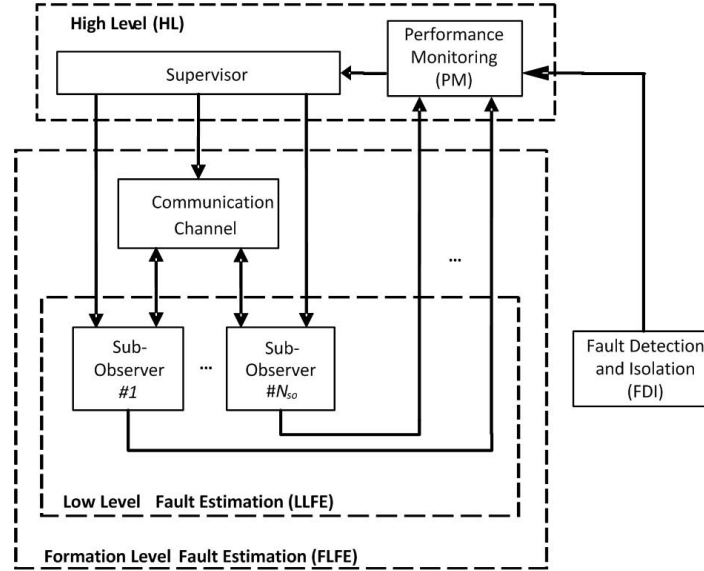 High Level (HL)
Supervisor
Performance
Monitoring
(PM)
Communication
Channel
...
Sub-
Observer
#1
...
Sub-
Observer
#Nso
Fault Detection
and Isolation
(FDI)
Low Level Fault Estimation (LLFE)
Formation Level Fault Estimation (FLFE)